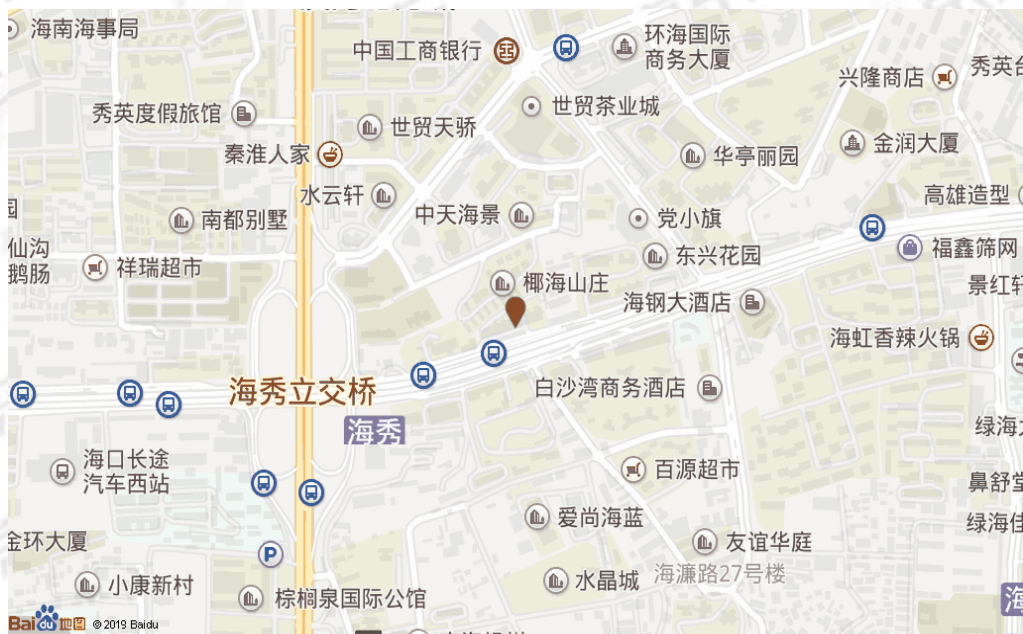 海南海事局
中国工商银行
环海国际
商务大厦
兴隆商店
秀英
秀英度假旅馆
世贸天骄
世贸茶业城
秦淮人家
华亭丽园
金润大厦
水云轩
中天海景
高雄造型
园
南都别墅
党小旗
仙沟
鹅肠
祥瑞超市
东兴花园
福鑫筛网
椰海山庄
景红轩
海钢大酒店
海虹香辣火锅
海秀立交桥
白沙湾商务酒店
海秀
绿海
海口长途
汽车西站
百源超市
鼻舒堂
爱尚海蓝
绿海佳
金环大厦
友谊华庭
P
小康新村
水晶城
海濂路27号楼
棕榈泉国际公馆
海
Bai du 地图 © 2019 Baidu